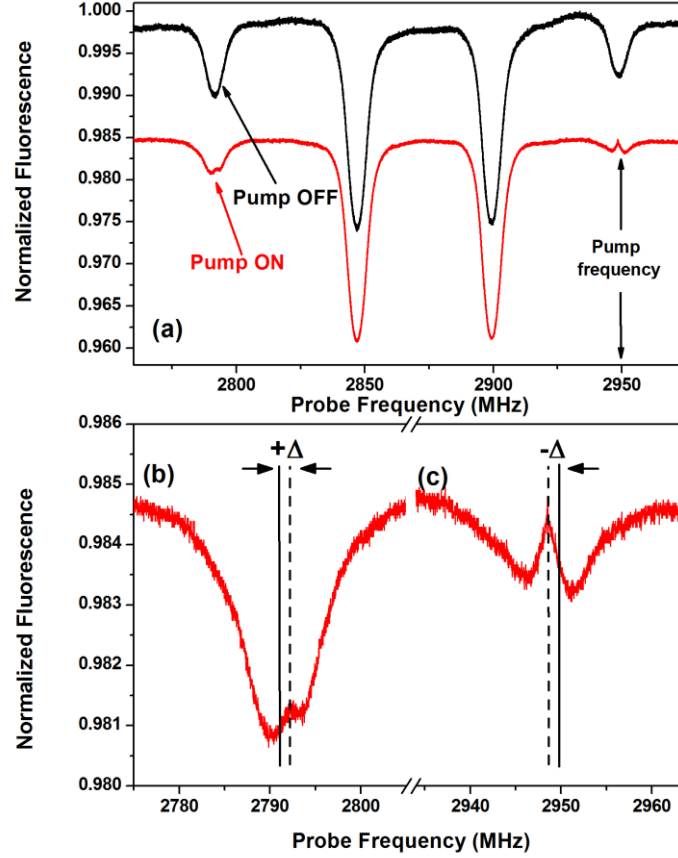 1.000
0.995
0.990
0.985
0.980
0.975
0.970
0.965
0.960
Normalized Fluorescence
Pump OFF
Pump ON
Pump
frequency
(a)
2800 2850 2900 2950
Probe Frequency (MHz)
0.986
0.985
0.984
0.983
0.982
0.981
0.980
Normalized Fluorescence
(b) +Δ (c) -Δ
2780 2790 2800 2940 2950 2960
Probe Frequency (MHz)